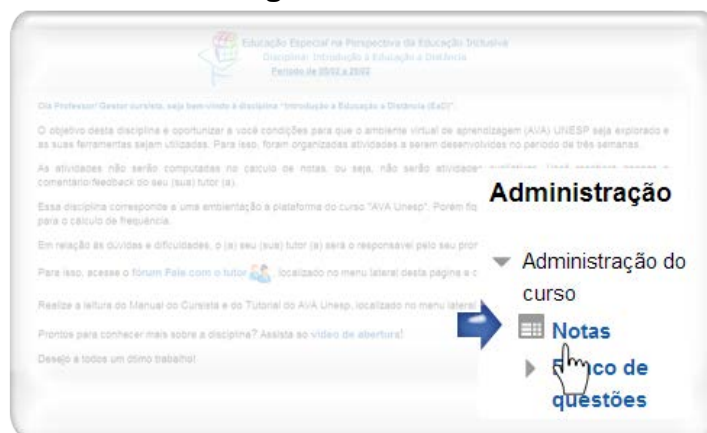 Educação Especial na Perspectiva da Educação Inclusiva
Disciplina: Introdução a Educação a Distância
Período de 05/02 a 26/02
Olá Professor/ Gestor cursista, seja bem-vindo à disciplina "Introdução a Educação a Distância (EaD)".
O objetivo desta disciplina é oportunizar a você condições para que o ambiente virtual de aprendizagem (AVA) UNESP seja explorado e
as suas ferramentas sejam utilizadas. Para isso, foram organizadas atividades a serem desenvolvidas no período de três semanas.
As atividades não serão computadas no cálculo de notas, ou seja, não serão atividades
comentário/feedback do seu (sua) tutor (a).
Essa disciplina corresponde a uma ambientação à plataforma do curso "AVA Unesp". Porém
para o cálculo de frequência.
Em relação às dúvidas e dificuldades, o (a) seu (sua) tutor (a) será o responsável pelo seu
Para isso, acesse o fórum Fale com o tutor localizado no menu lateral desta página e
Realize a leitura do Manual do Cursista e do Tutorial do AVA Unesp, localizado no menu lateral
Prontos para conhecer mais sobre a disciplina? Assista ao vídeo de abertura!
Desejo a todos um ótimo trabalho!
Administração
Administração do
curso
Notas
Banco de
questões